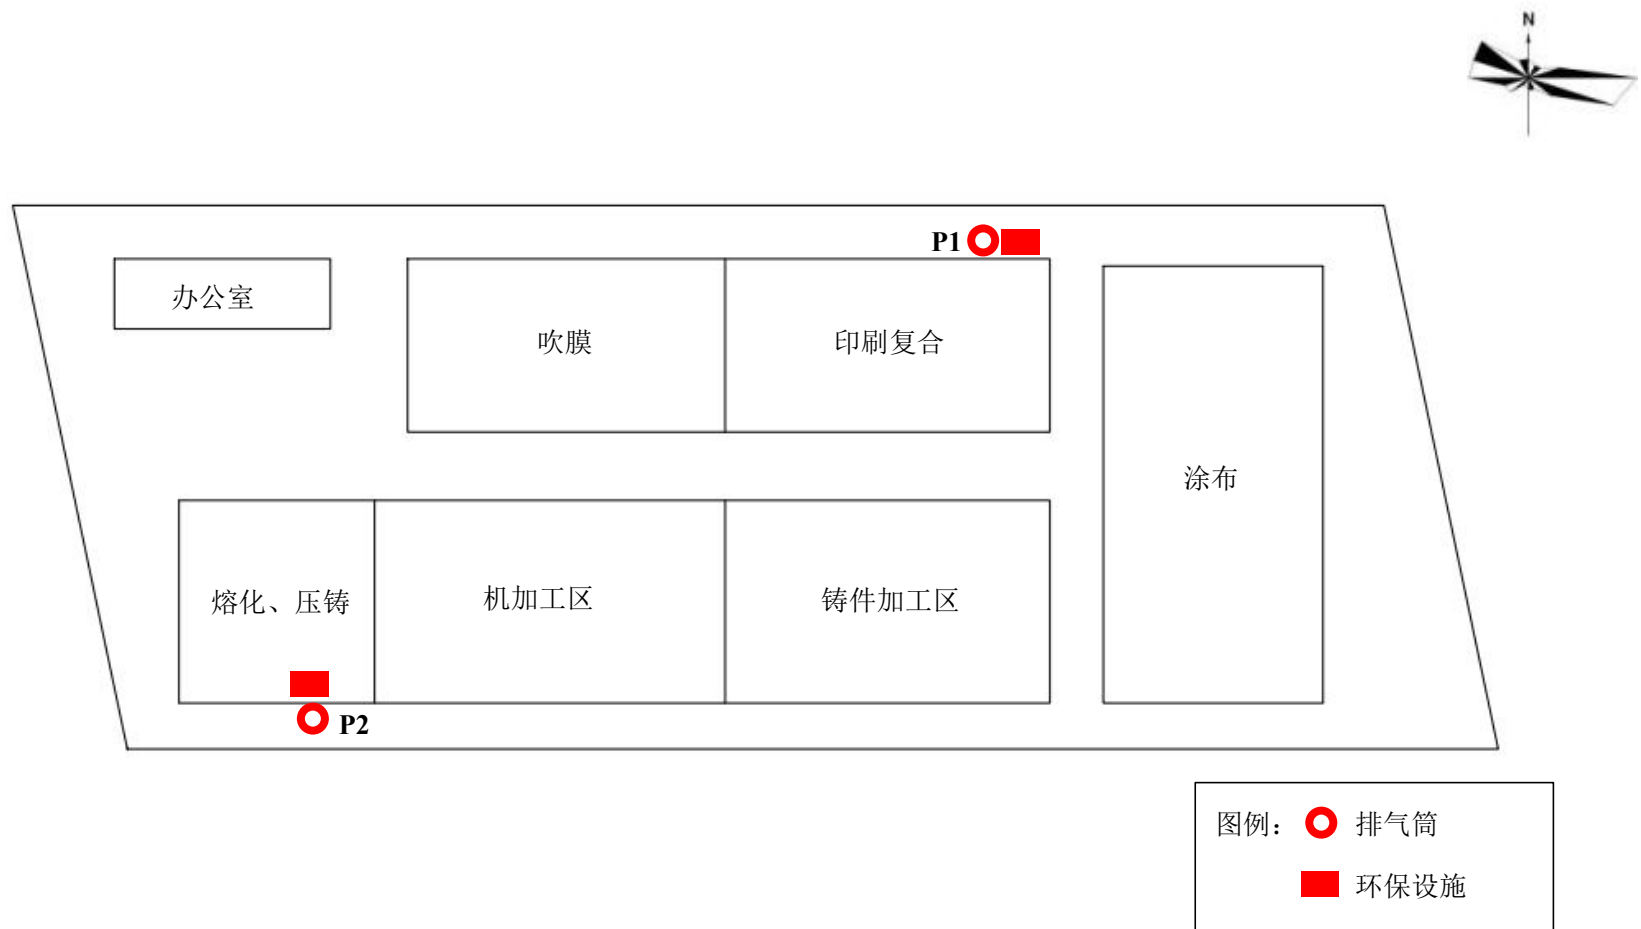 N
P1
办公室
吹膜
印刷复合
涂布
熔化、压铸
机加工区
铸件加工区
P2
图例：
排气筒
环保设施